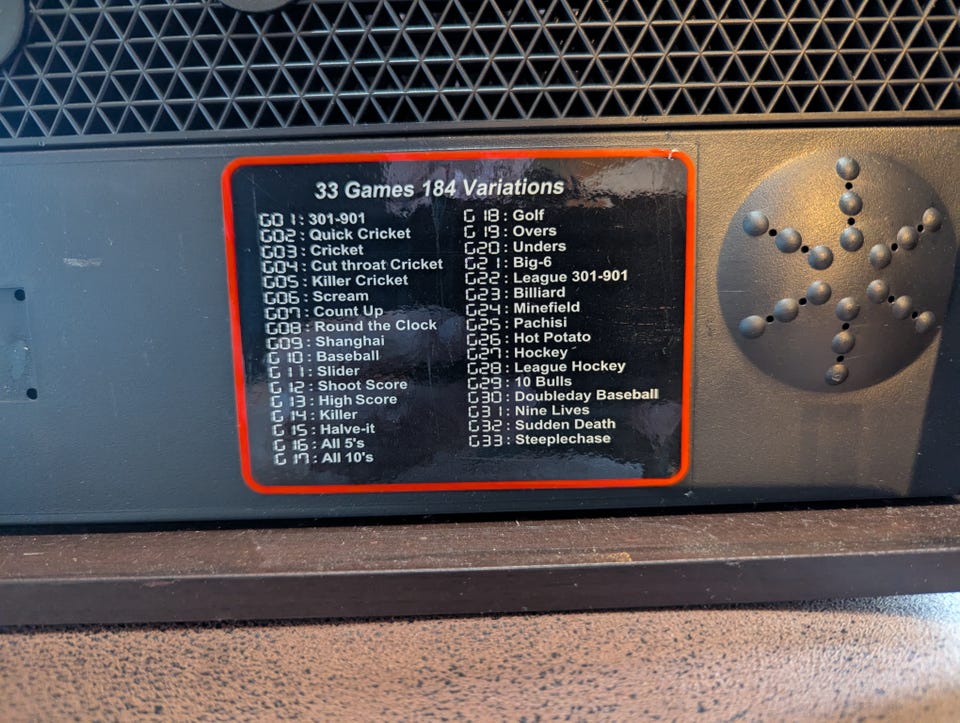 33 Games 184 Variations
G01: 301-901
G02: Quick Cricket
G03: Cricket
G04: Cut throat Cricket
G05: Killer Cricket
G06: Scream
G07: Count Up
G08: Round the Clock
G09: Shanghai
G10: Baseball
G11: Slider
G12: Shoot Score
G13: High Score
G14: Killer
G15: Halve-it
G16: All 5's
G17: All 10's
G18: Golf
G19: Overs
G20: Unders
G21: Big-6
G22: League 301-901
G23: Billiard
G24: Minefield
G25: Pachisi
G26: Hot Potato
G27: Hockey
G28: League Hockey
G29: 10 Bulls
G30: Doubleday Baseball
G31: Nine Lives
G32: Sudden Death
G33: Steeplechase